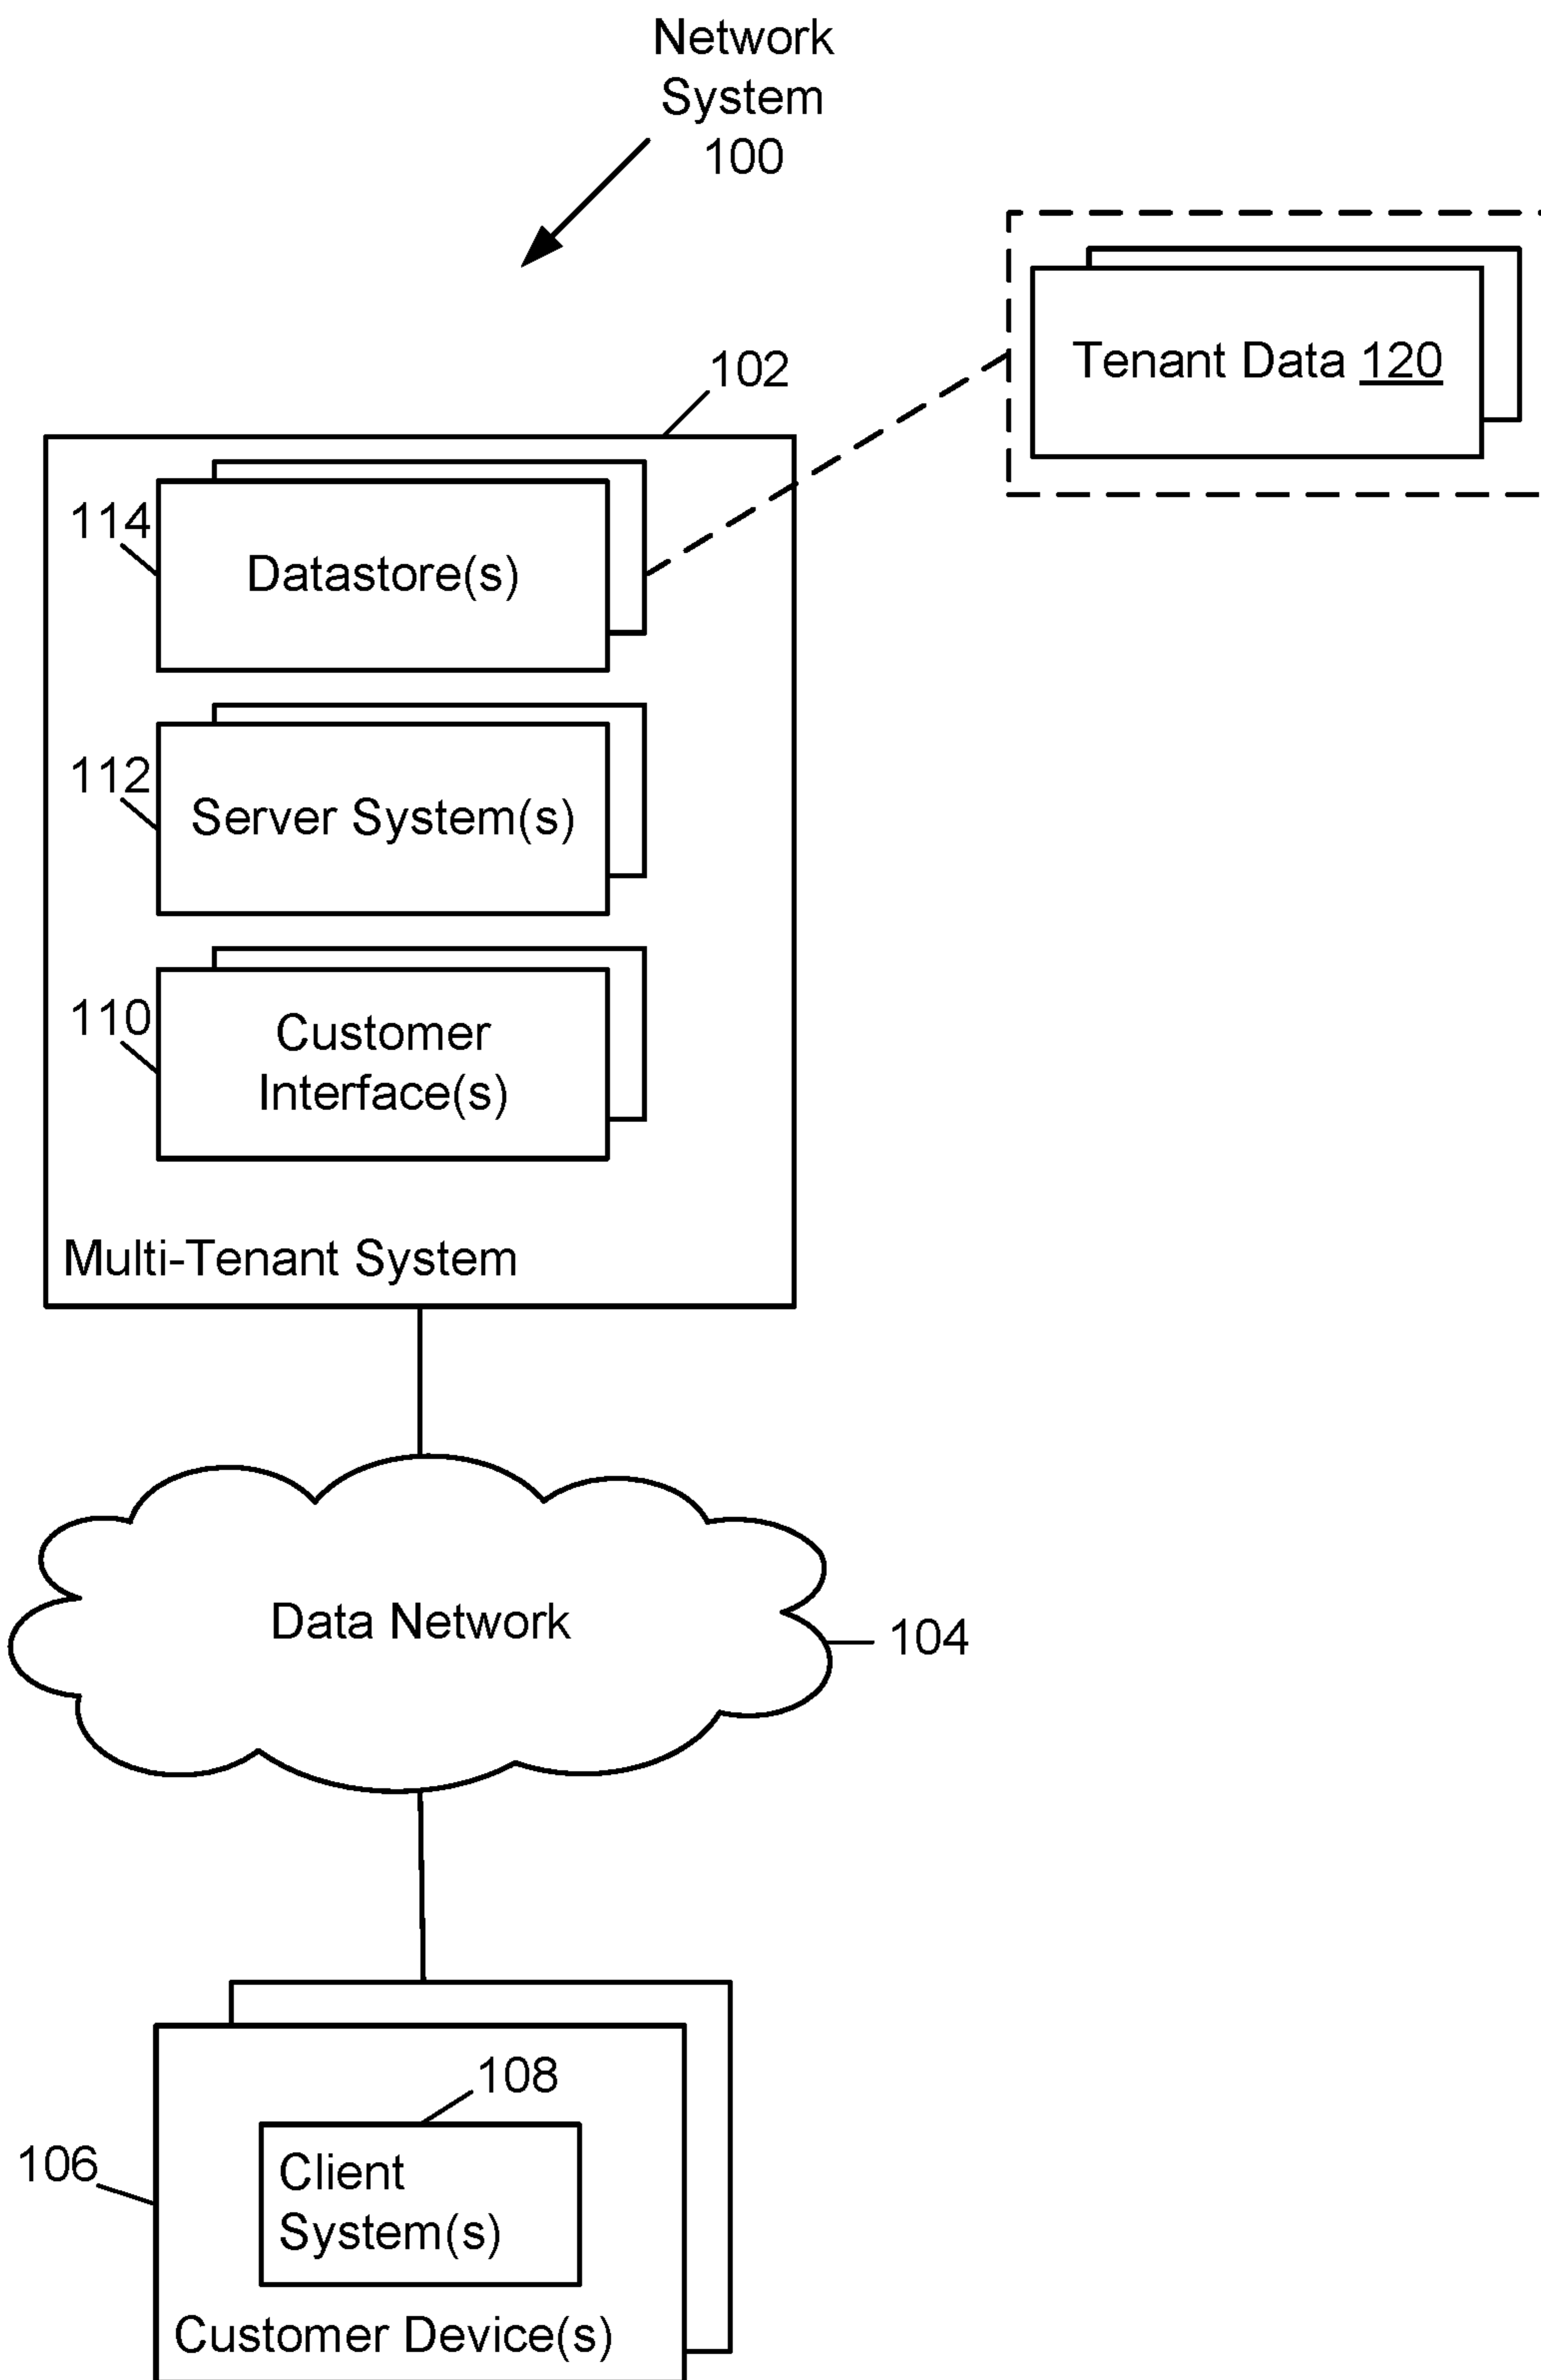 Network
System
100
Tenant Data 120
102
114
Datastore(s)
112
Server System(s)
110
Customer
Interface(s)
Multi-Tenant System
Data Network
104
108
106
Client
System(s)
Customer Device(s)